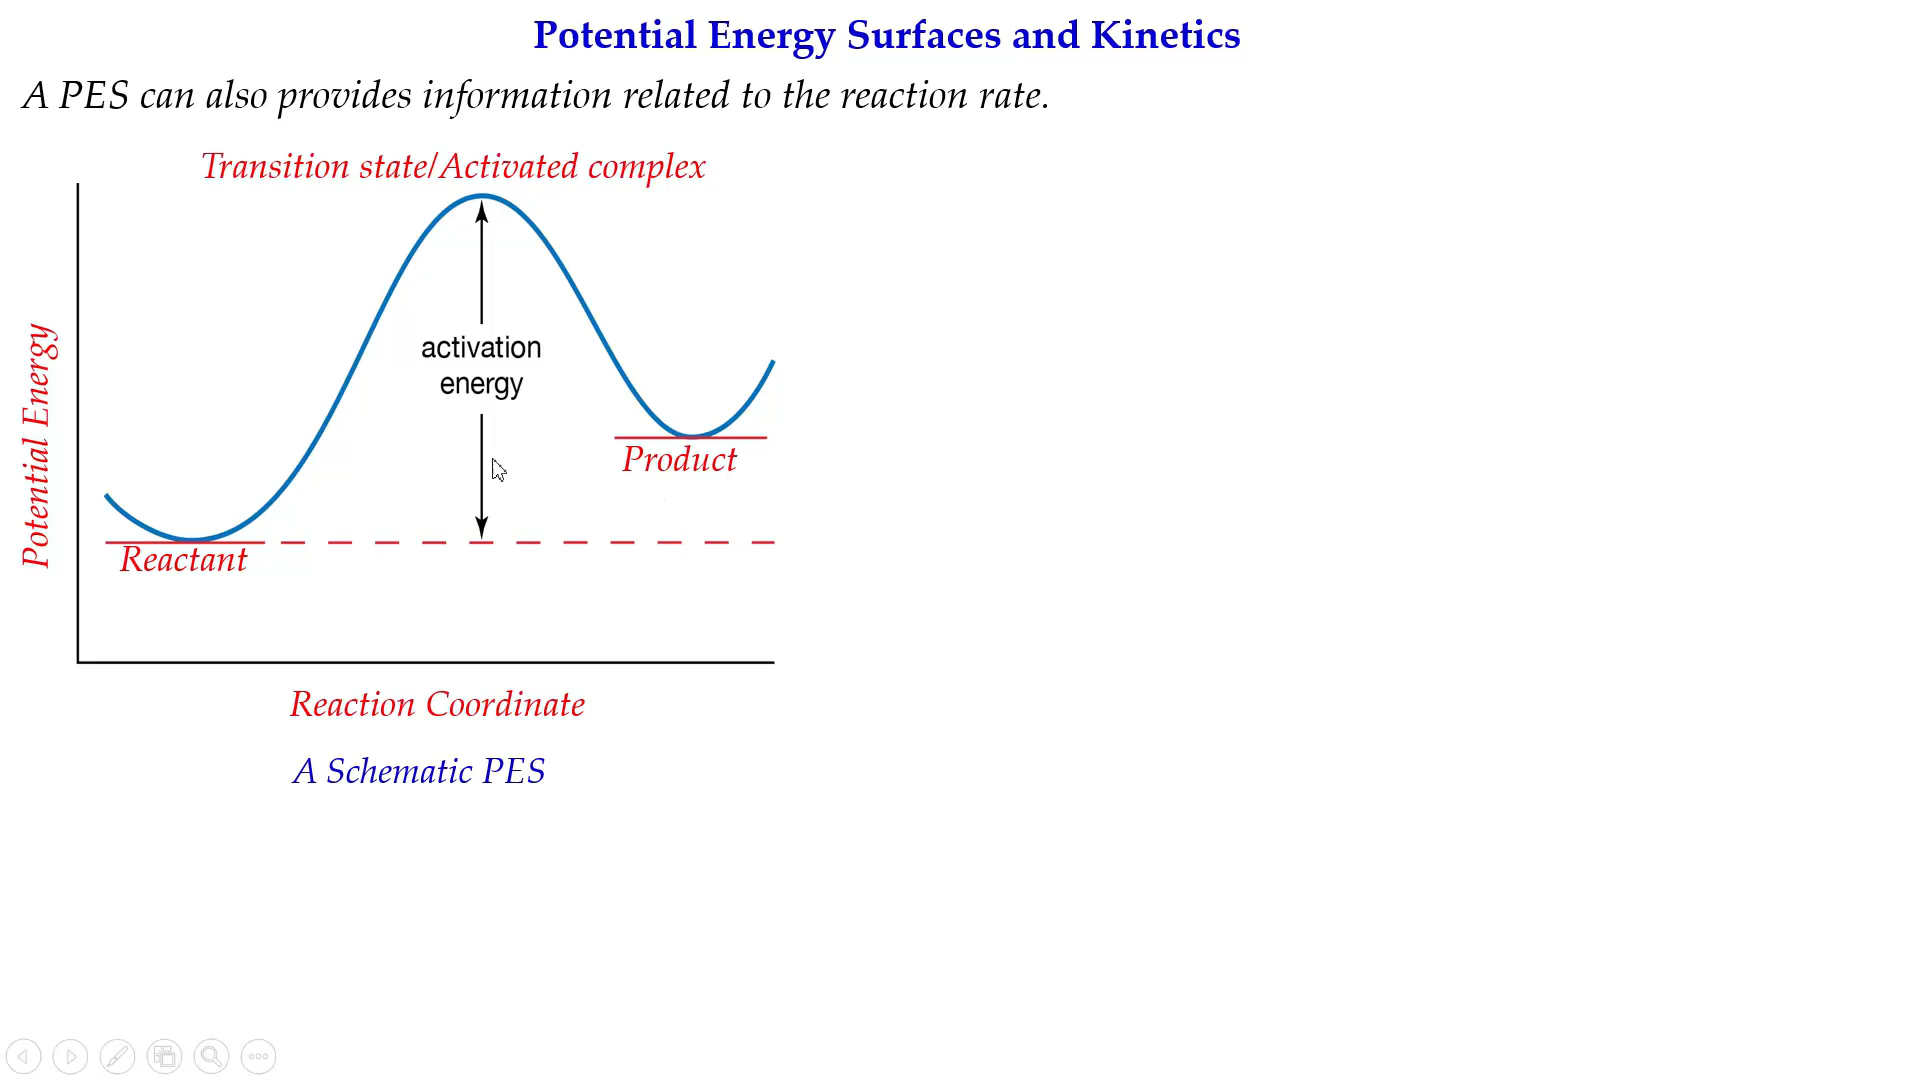 Potential Energy Surfaces and Kinetics
A PES can also provides information related to the reaction rate.
Transition state/Activated complex
Potential Energy
activation
energy
Product
Reactant
Reaction Coordinate
A Schematic PES